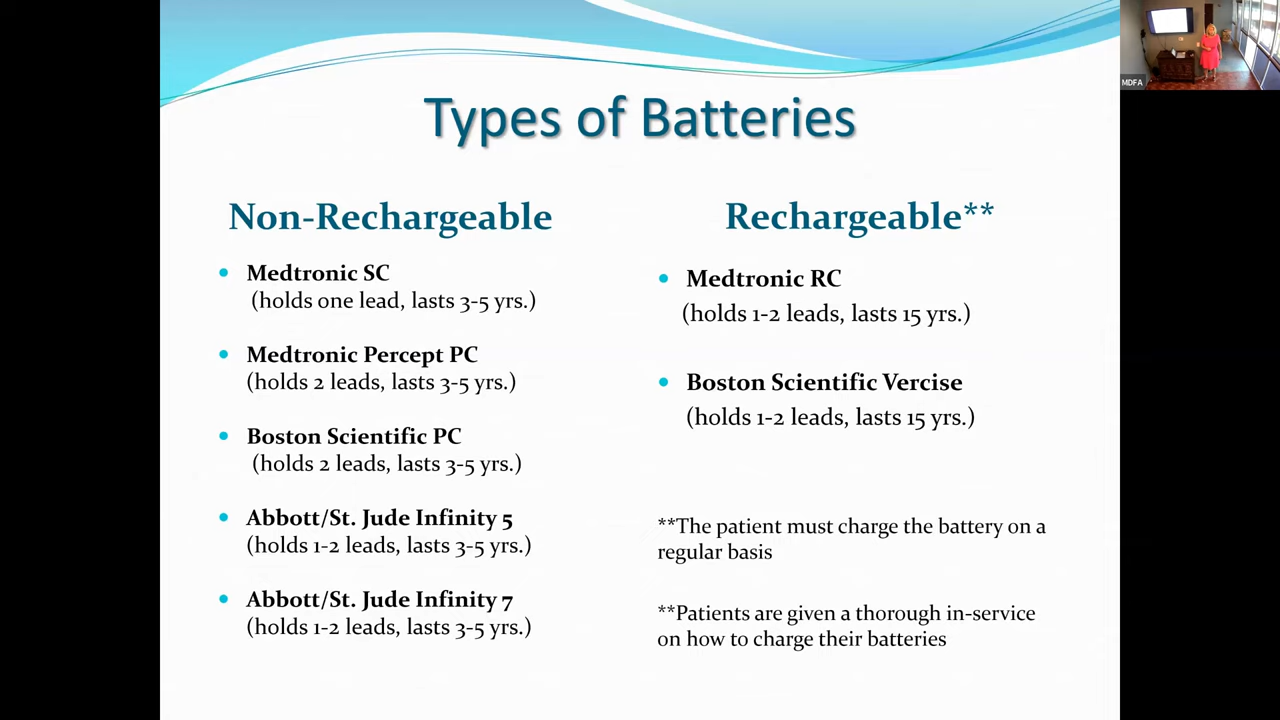 Types of Batteries
Non-Rechargeable
Medtronic SC
(holds one lead, lasts 3-5 yrs.)
Medtronic Percept PC
(holds 2 leads, lasts 3-5 yrs.)
Boston Scientific PC
(holds 2 leads, lasts 3-5 yrs.)
Abbott/St. Jude Infinity 5
(holds 1-2 leads, lasts 3-5 yrs.)
Abbott/St. Jude Infinity 7
(holds 1-2 leads, lasts 3-5 yrs.)
Rechargeable**
Medtronic RC
(holds 1-2 leads, lasts 15 yrs.)
Boston Scientific Vercise
(holds 1-2 leads, lasts 15 yrs.)
**The patient must charge the battery on a
regular basis
**Patients are given a thorough in-service
on how to charge their batteries
MDFA